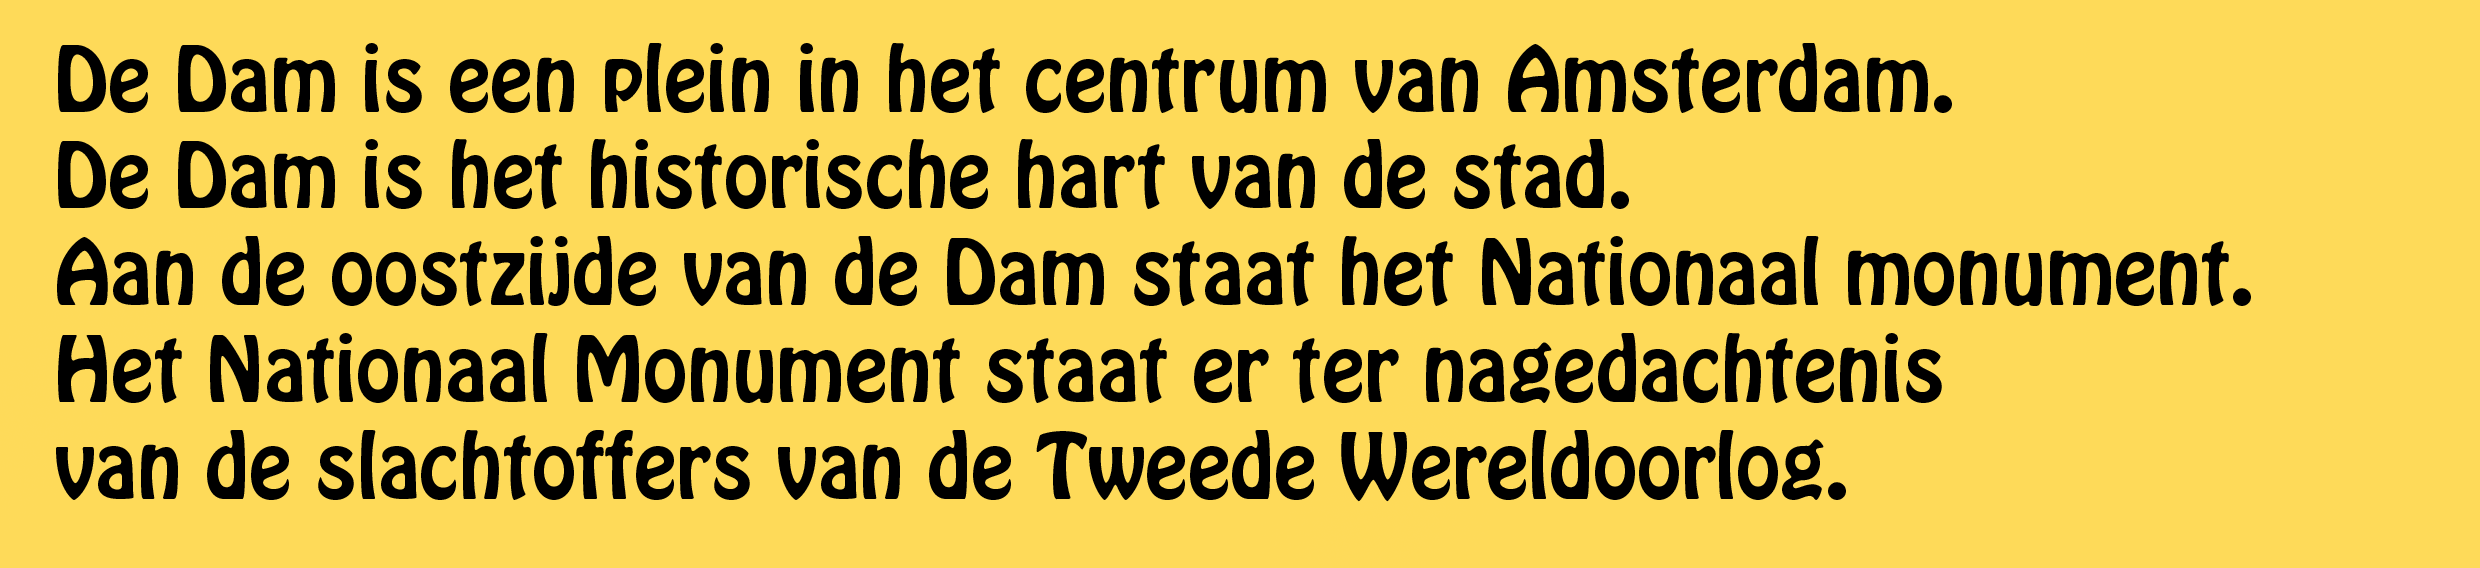 De Dam is een plein in het centrum van Amsterdam.
De Dam is het historische hart van de stad.
Aan de oostzijde van de Dam staat het Nationaal monument.
Het Nationaal Monument staat er ter nagedachtenis
van de slachtoffers van de Tweede Wereldoorlog.